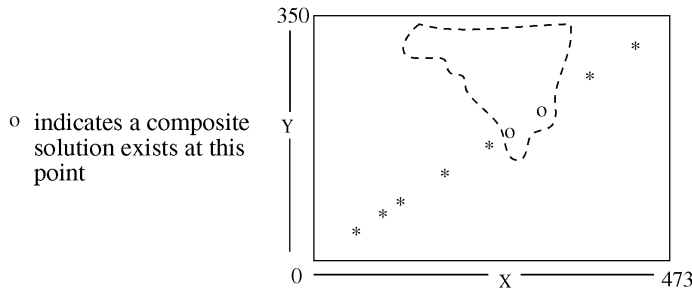 350
Y
o indicates a composite
solution exists at this
point
o
o
* * * * * * *
0
X
473